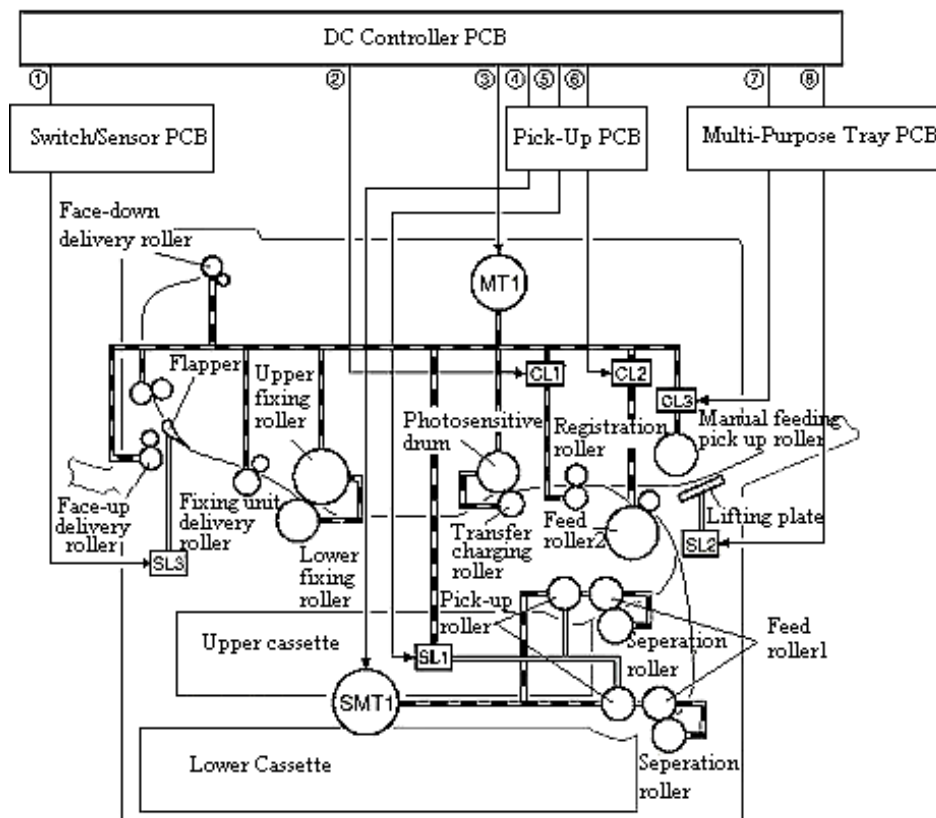 DC Controller PCB
① ② ③ ④ ⑤ ⑥ ⑦ ⑧
Switch/Sensor PCB
Pick-Up PCB
Multi-Purpose Tray PCB
Face-down
delivery roller
MT1
Flapper
Upper
fixing
roller
CL1
CL2
CL3
Photosensitive
drum
Registration
roller
Manual feeding
pick up roller
Face-up
delivery
roller
Fixing unit
delivery
roller
Lower
fixing
roller
Transfer
charging
roller
Feed
roller2
Lifting plate
SL3
SL2
Pick-up
roller
Upper cassette
SL1
Seperation
roller
Feed
roller1
SMT1
Lower Cassette
Seperation
roller